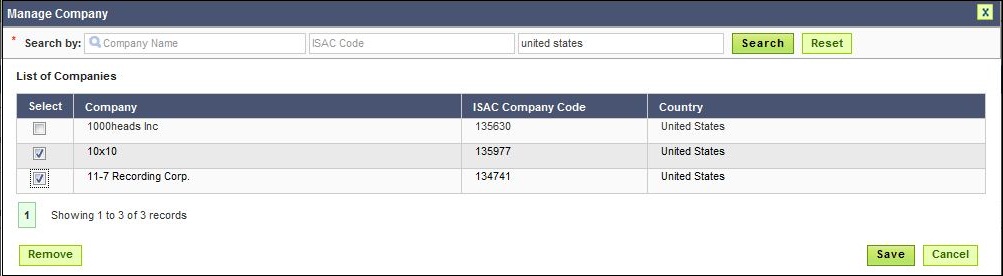 Manage Company X
* Search by: Company Name ISAC Code united states Search Reset
List of Companies
Select Company ISAC Company Code Country
1000heads Inc 135630 United States
10x10 135977 United States
11-7 Recording Corp. 134741 United States
1 Showing 1 to 3 of 3 records
Remove Save Cancel